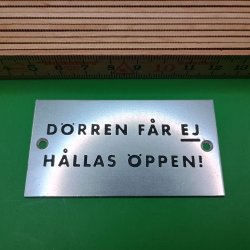 DÖRREN FÅR EJ
HÅLLAS ÖPPEN!